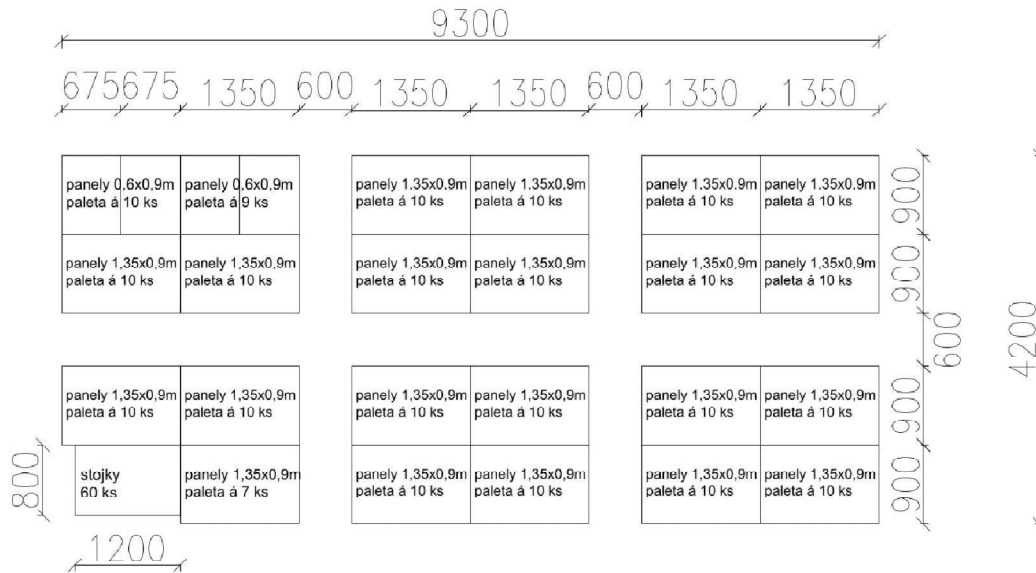 9300
675 675 1350 600 1350 1350 600 1350 1350
panely 0,6x0,9m
paleta á 10 ks
panely 0,6x0,9m
paleta á 9 ks
panely 1,35x0,9m
paleta á 10 ks
panely 1,35x0,9m
paleta á 10 ks
panely 1,35x0,9m
paleta á 10 ks
panely 1,35x0,9m
paleta á 10 ks
900
panely 1,35x0,9m
paleta á 10 ks
panely 1,35x0,9m
paleta á 10 ks
panely 1,35x0,9m
paleta á 10 ks
panely 1,35x0,9m
paleta á 10 ks
panely 1,35x0,9m
paleta á 10 ks
panely 1,35x0,9m
paleta á 10 ks
900
600
4200
panely 1,35x0,9m
paleta á 10 ks
panely 1,35x0,9m
paleta á 10 ks
panely 1,35x0,9m
paleta á 10 ks
panely 1,35x0,9m
paleta á 10 ks
panely 1,35x0,9m
paleta á 10 ks
panely 1,35x0,9m
paleta á 10 ks
900
800
stojky
60 ks
panely 1,35x0,9m
paleta á 7 ks
panely 1,35x0,9m
paleta á 10 ks
panely 1,35x0,9m
paleta á 10 ks
panely 1,35x0,9m
paleta á 10 ks
panely 1,35x0,9m
paleta á 10 ks
900
1200